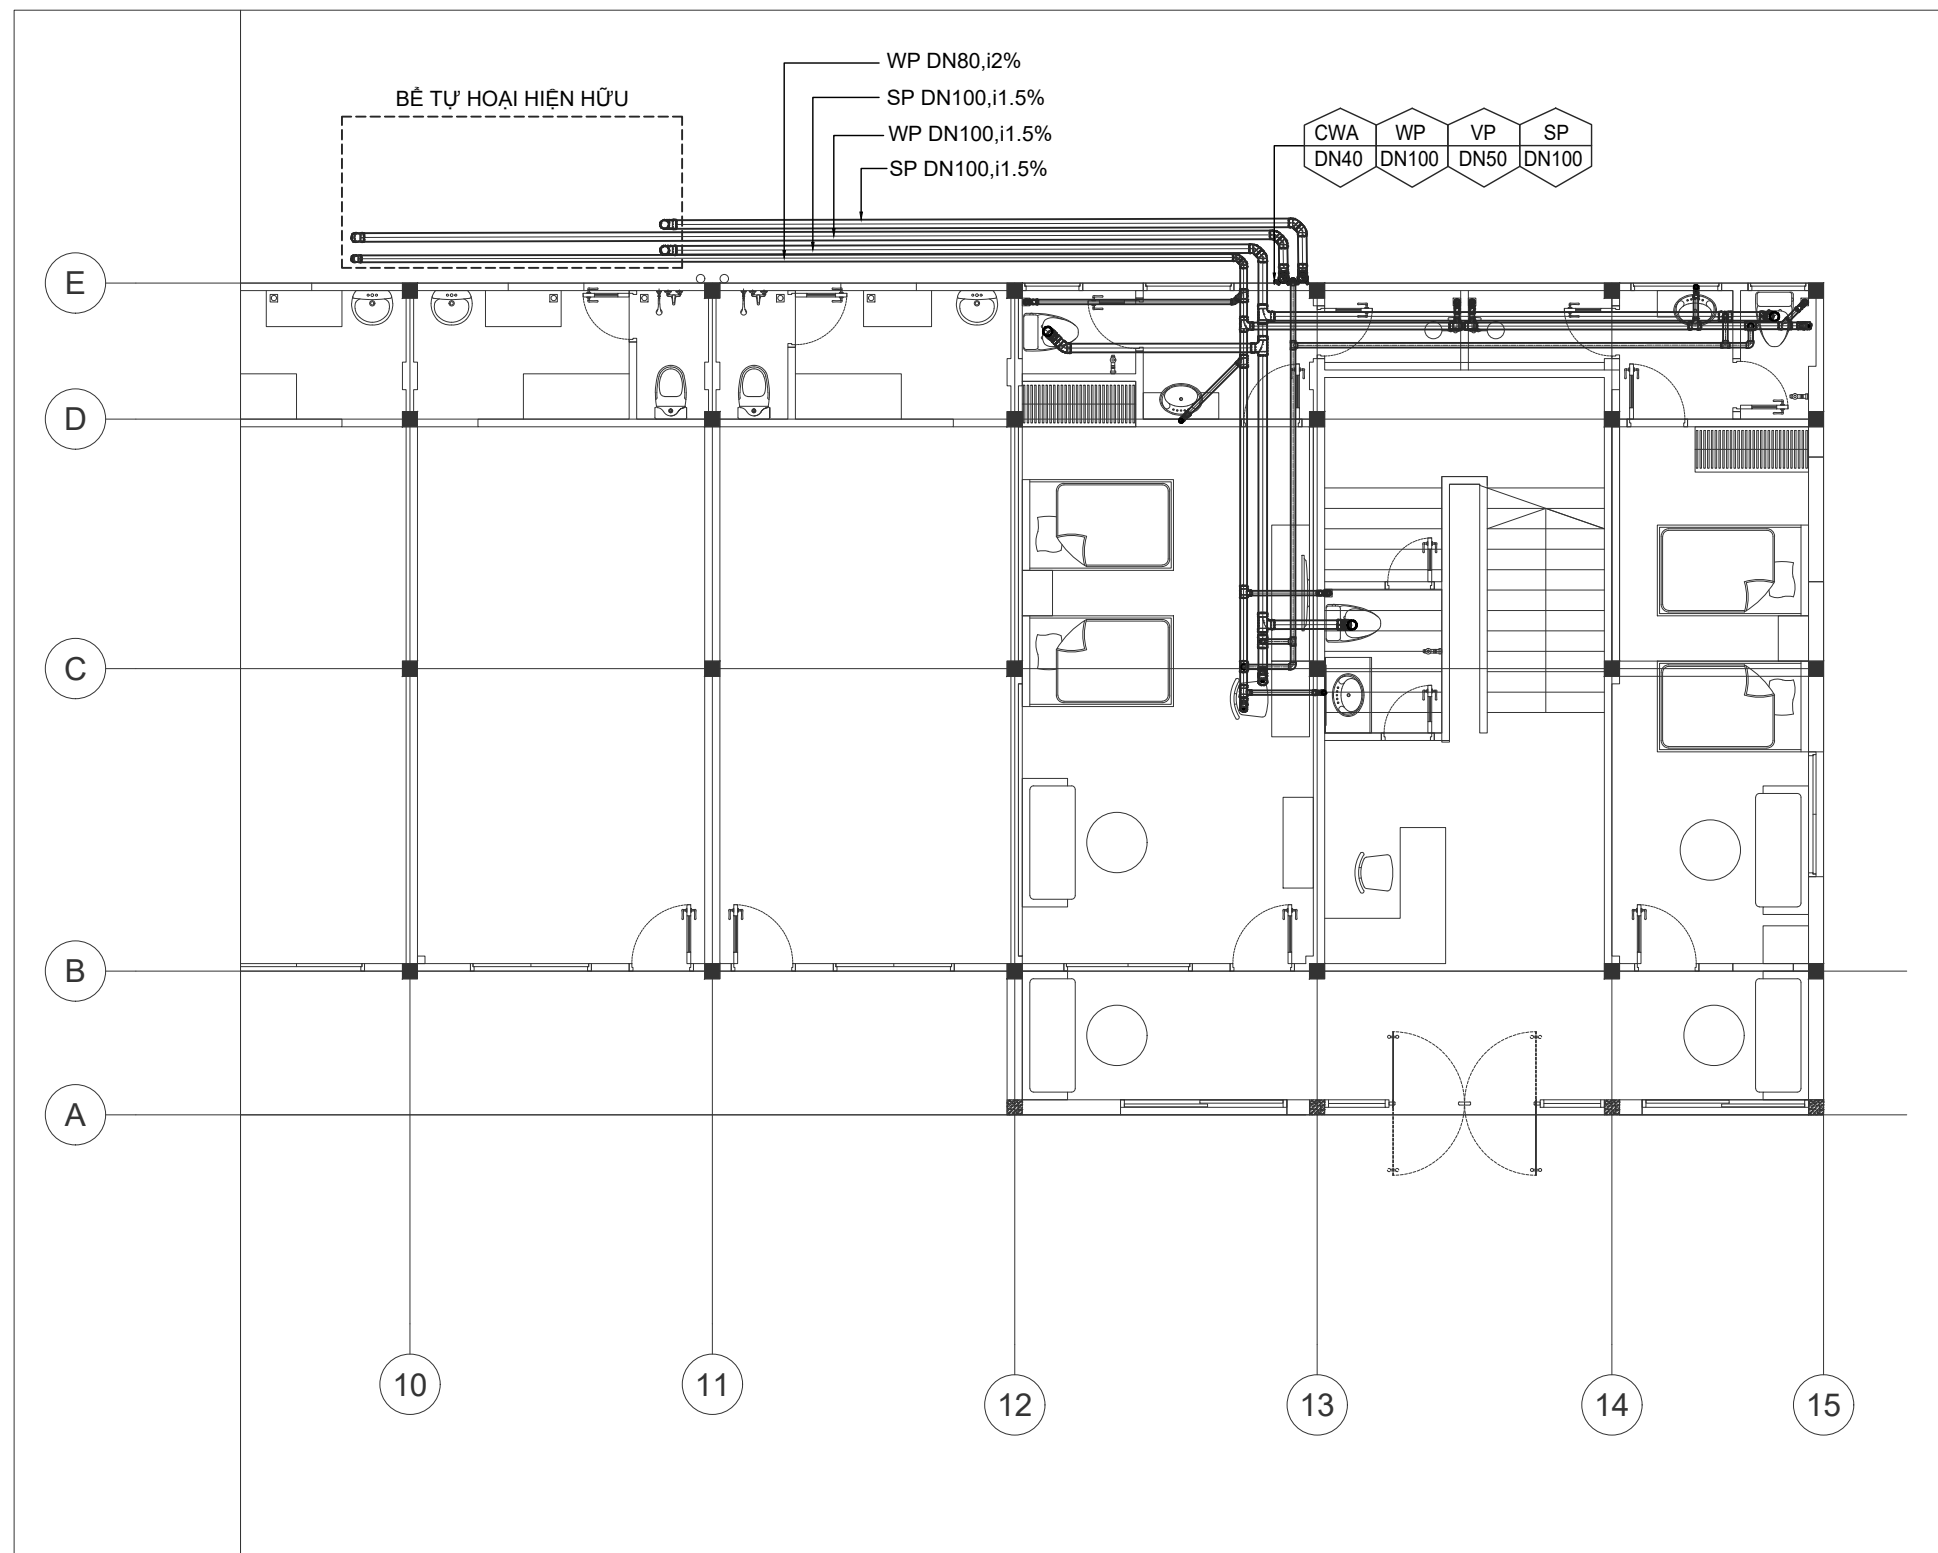 WP DN80,i2%
BỂ TỰ HOẠI HIỆN HỮU
SP DN100,i1.5%
WP DN100,i1.5%
SP DN100,i1.5%
CWA WP VP SP
DN40 DN100 DN50 DN100
E
D
C
B
A
10 11 12 13 14 15